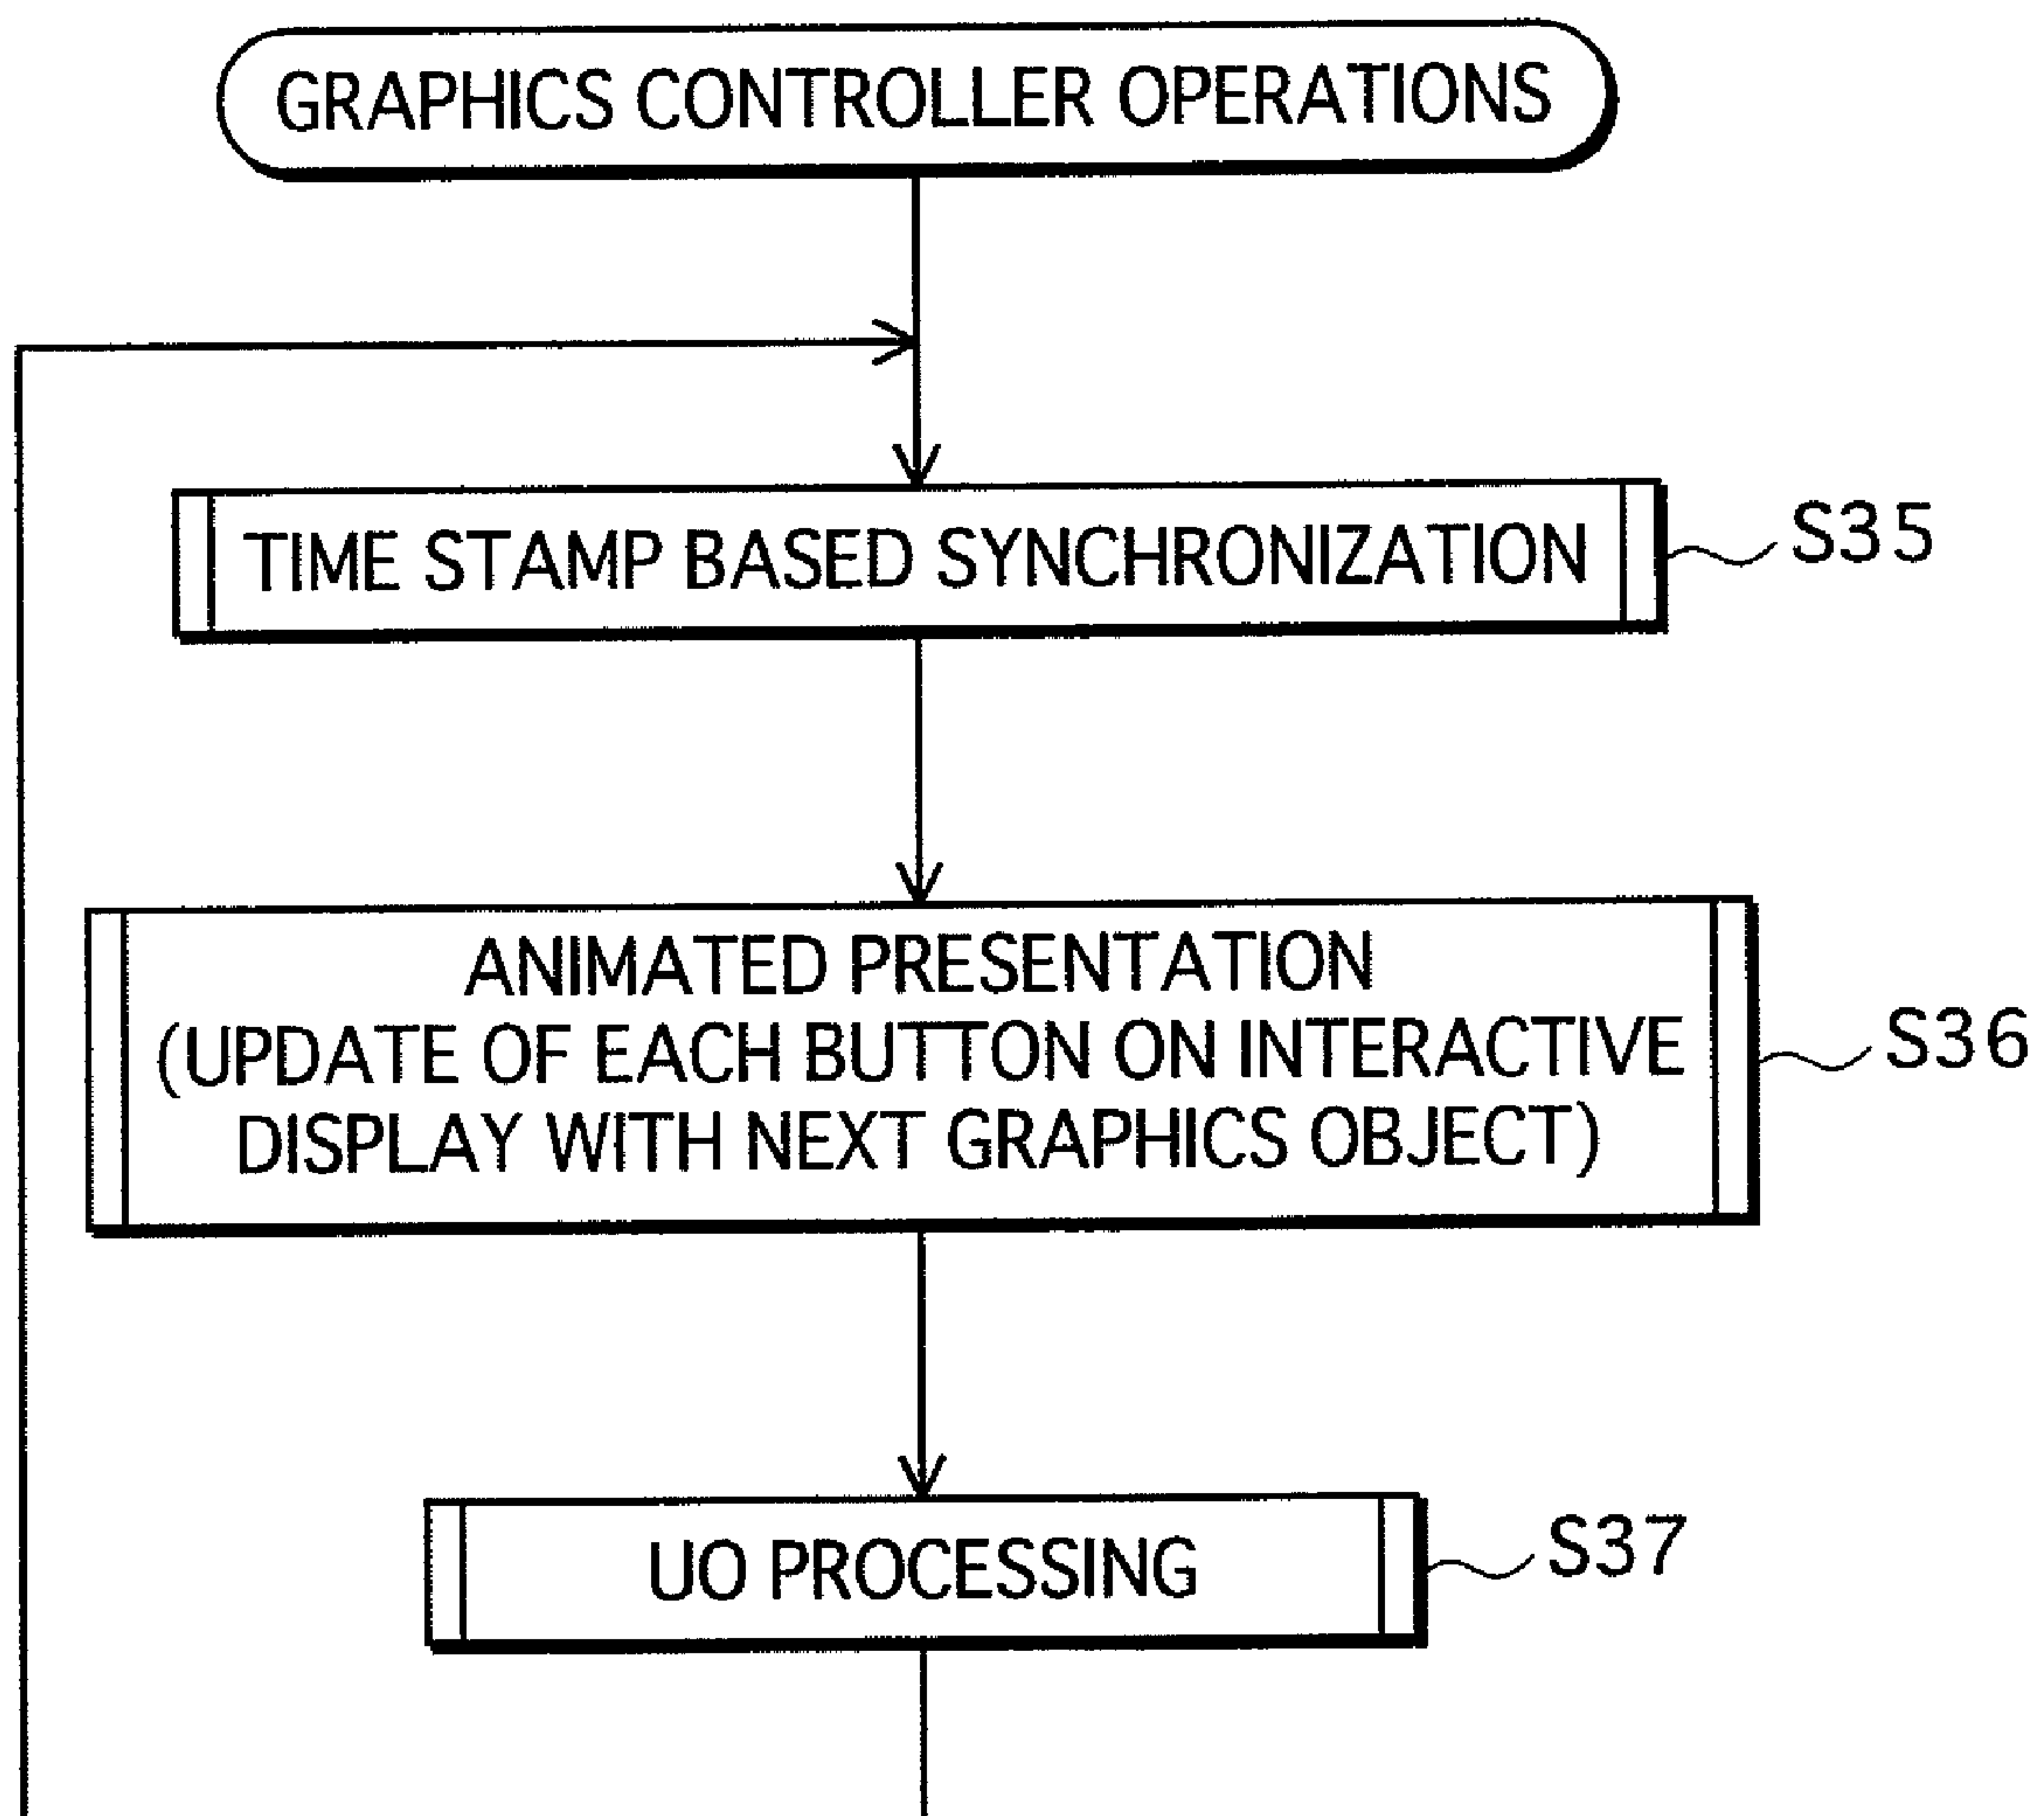 GRAPHICS CONTROLLER OPERATIONS
TIME STAMP BASED SYNCHRONIZATION
S35
ANIMATED PRESENTATION
(UPDATE OF EACH BUTTON ON INTERACTIVE
DISPLAY WITH NEXT GRAPHICS OBJECT)
S36
UO PROCESSING
S37